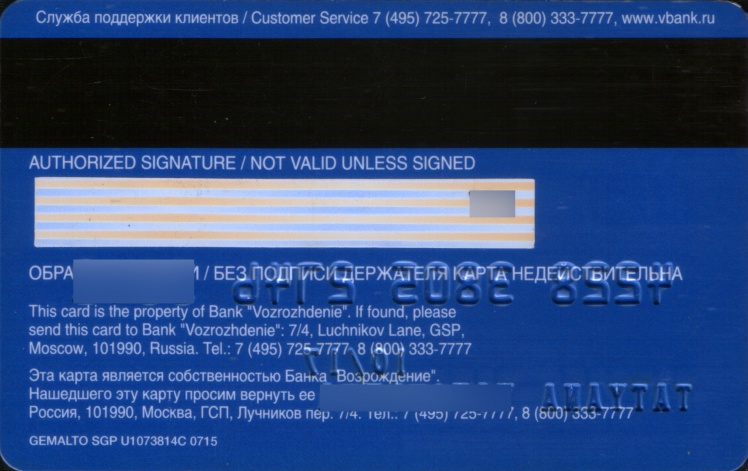 Служба поддержки клиентов / Customer Service 7 (495) 725-7777, 8 (800) 333-7777, www.vbank.ru
AUTHORIZED SIGNATURE / NOT VALID UNLESS SIGNED
/ БЕЗ ПОДПИСИ ДЕРЖАТЕЛЯ КАРТА НЕДЕЙСТВИТЕЛЬНА
This card is the property of Bank "Vozrozhdenie". If found, please
send this card to Bank "Vozrozhdenie": 7/4, Luchnikov Lane, GSP,
Moscow, 101990, Russia. Tel.: 7 (495) 725-7777, 8 (800) 333-7777
Эта карта является собственностью Банка "Возрождение".
Нашедшего эту карту просим вернуть ее
TATYANA
Россия, 101990, Москва, ГСП, Лучников пер. 7/4. Тел.: 7 (495) 725-7777, 8 (800) 333-7777
GEMALTO SGP U1073814C 0715